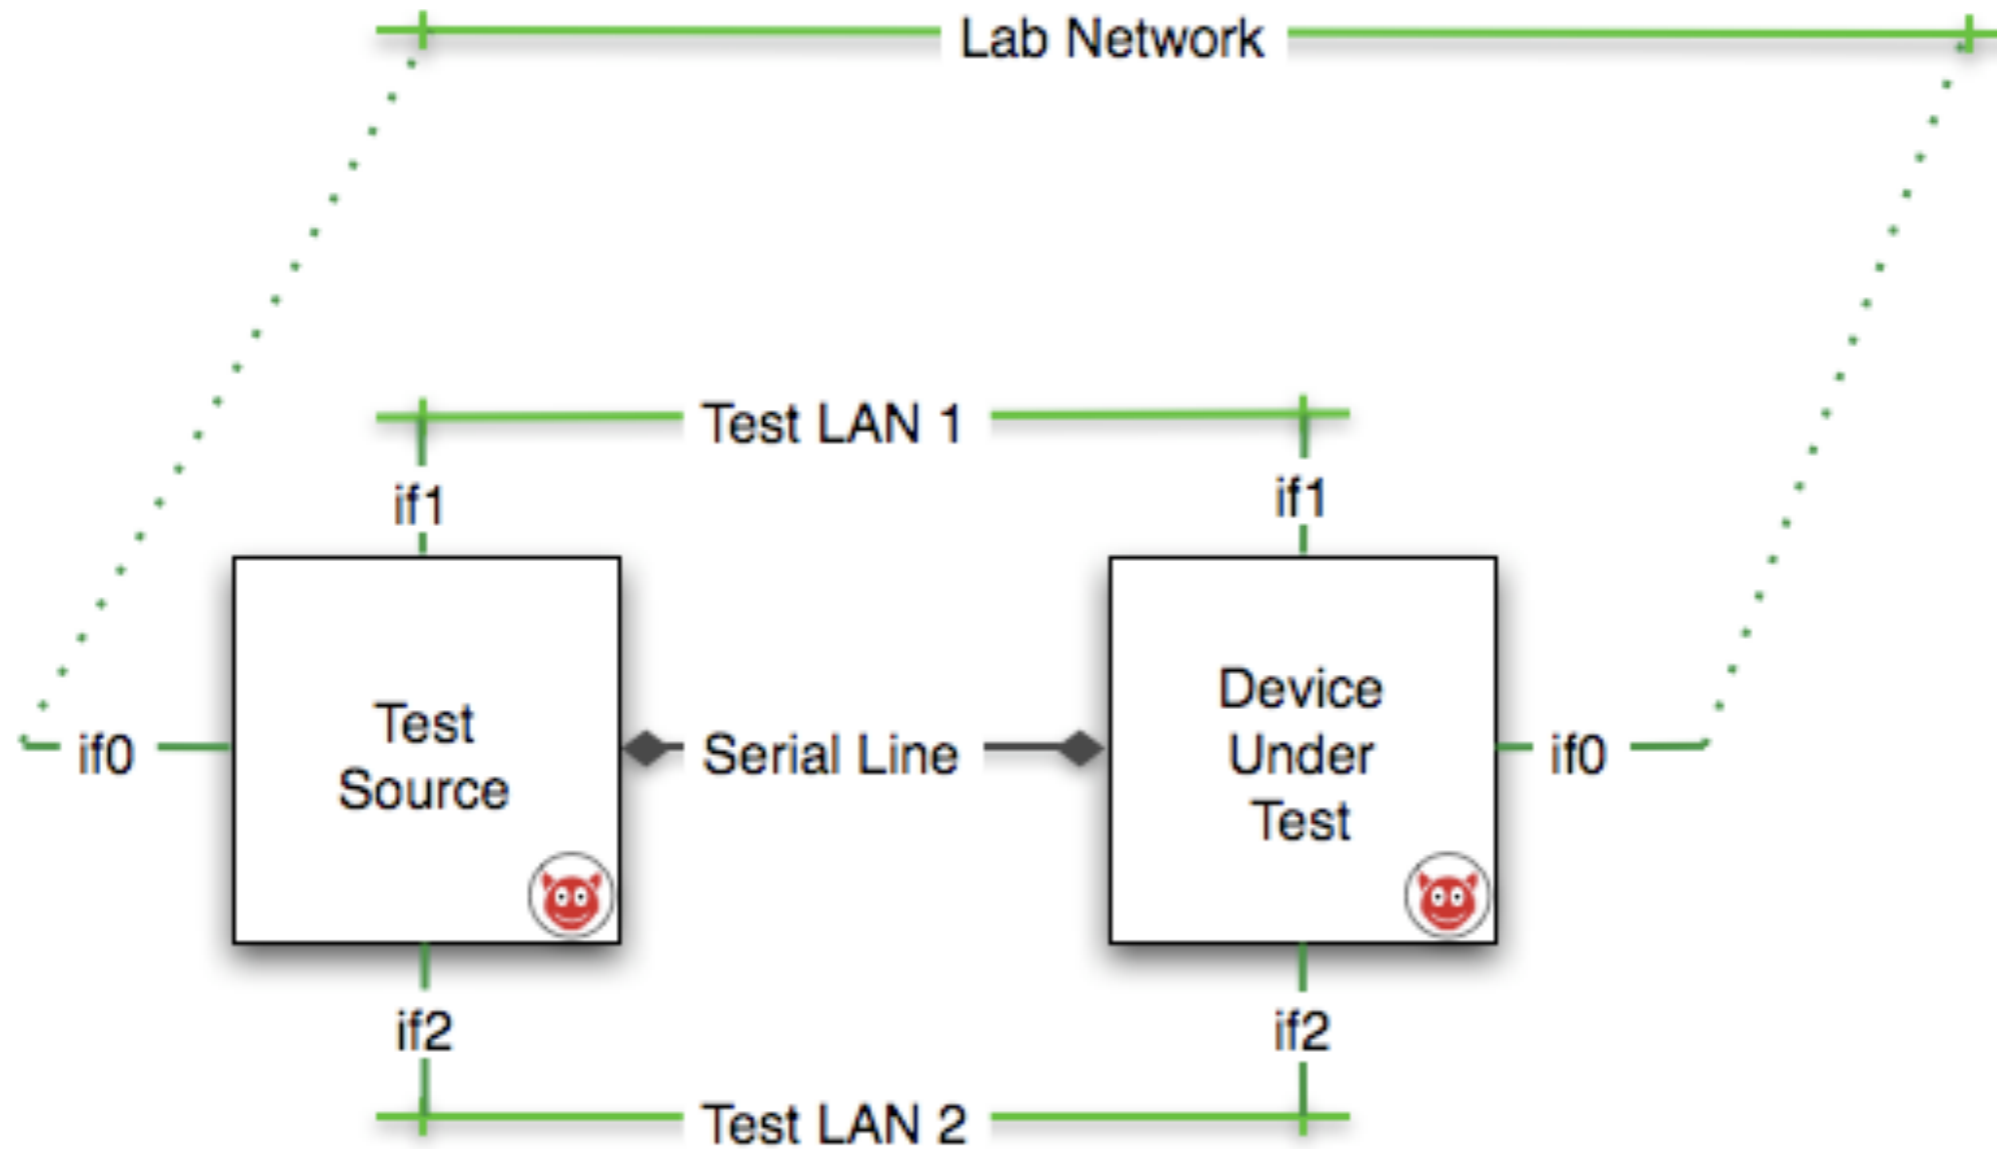 Lab Network
Test LAN 1
if1
if1
Test
Source
Serial Line
Device
Under
Test
if0
if0
if2
if2
Test LAN 2